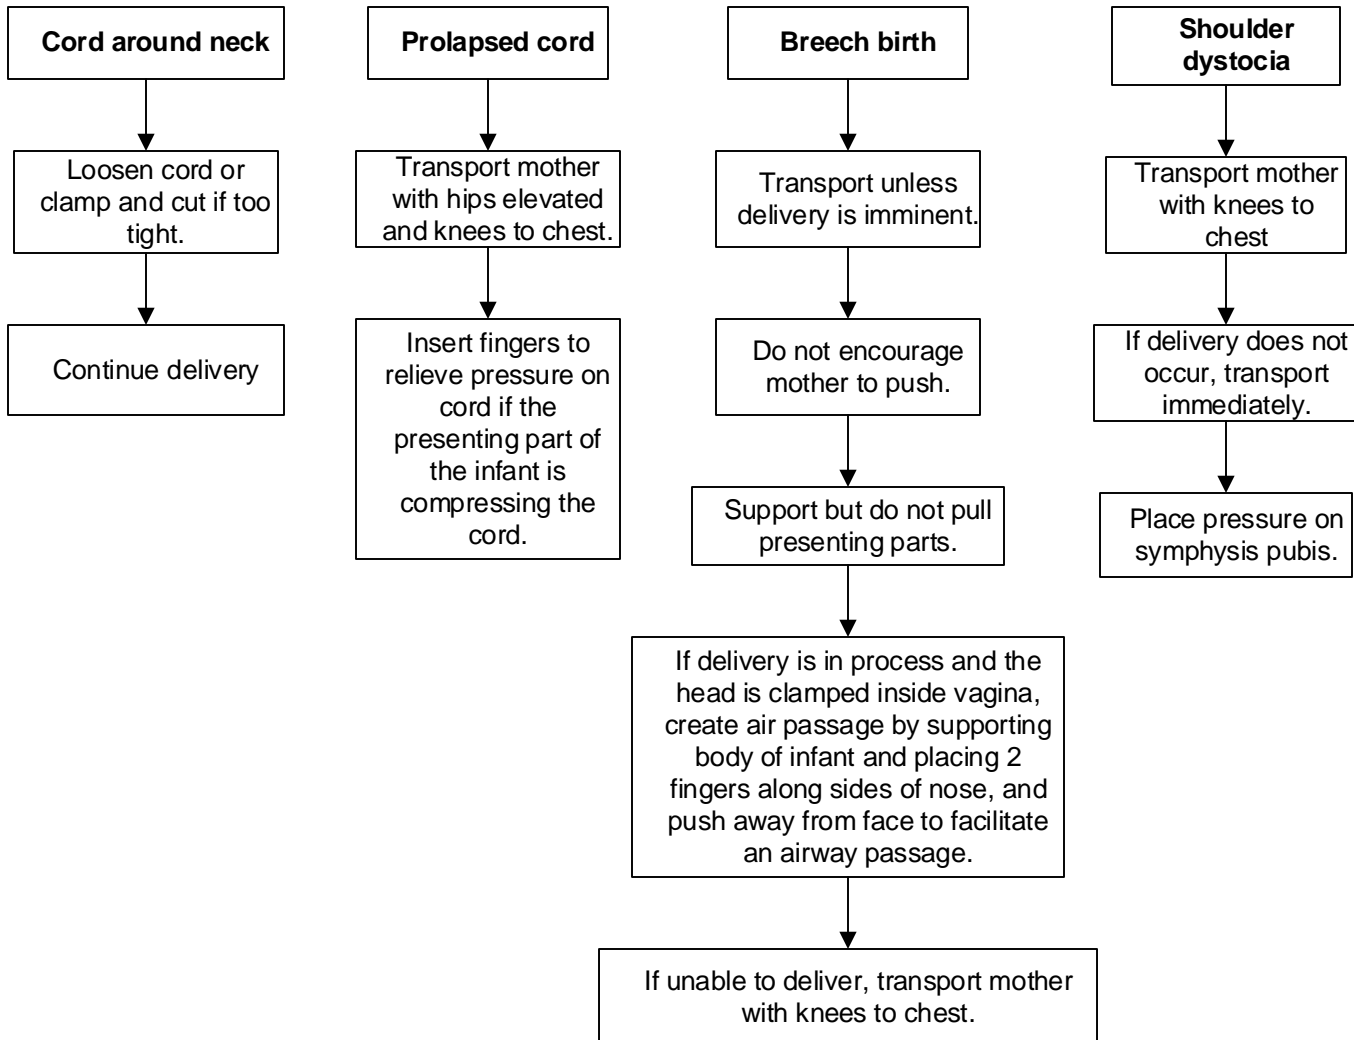 Cord around neck
Loosen cord or
clamp and cut if too
tight.
Continue delivery
Prolapsed cord
Transport mother
with hips elevated
and knees to chest.
Insert fingers to
relieve pressure on
cord if the
presenting part of
the infant is
compressing the
cord.
Breech birth
Transport unless
delivery is imminent.
Do not encourage
mother to push.
Support but do not pull
presenting parts.
If delivery is in process and the
head is clamped inside vagina,
create air passage by supporting
body of infant and placing 2
fingers along sides of nose, and
push away from face to facilitate
an airway passage.
If unable to deliver, transport mother
with knees to chest.
Shoulder
dystocia
Transport mother
with knees to
chest
If delivery does not
occur, transport
immediately.
Place pressure on
symphysis pubis.